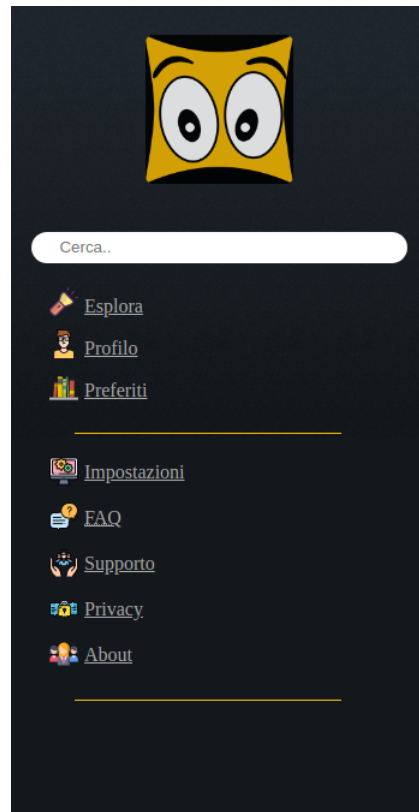 Cerca..
Esplora
Profilo
Preferiti
Impostazioni
FAQ
Supporto
Privacy
About